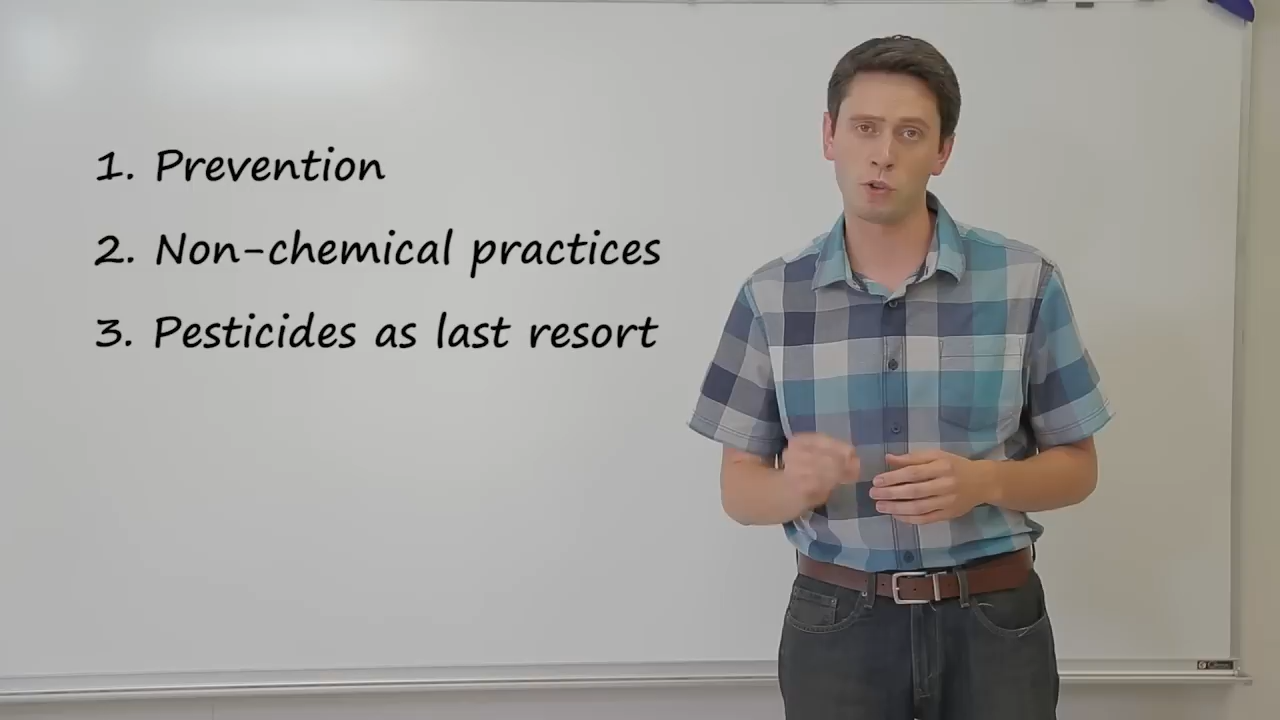 1. Prevention
2. Non-chemical practices
3. Pesticides as last resort